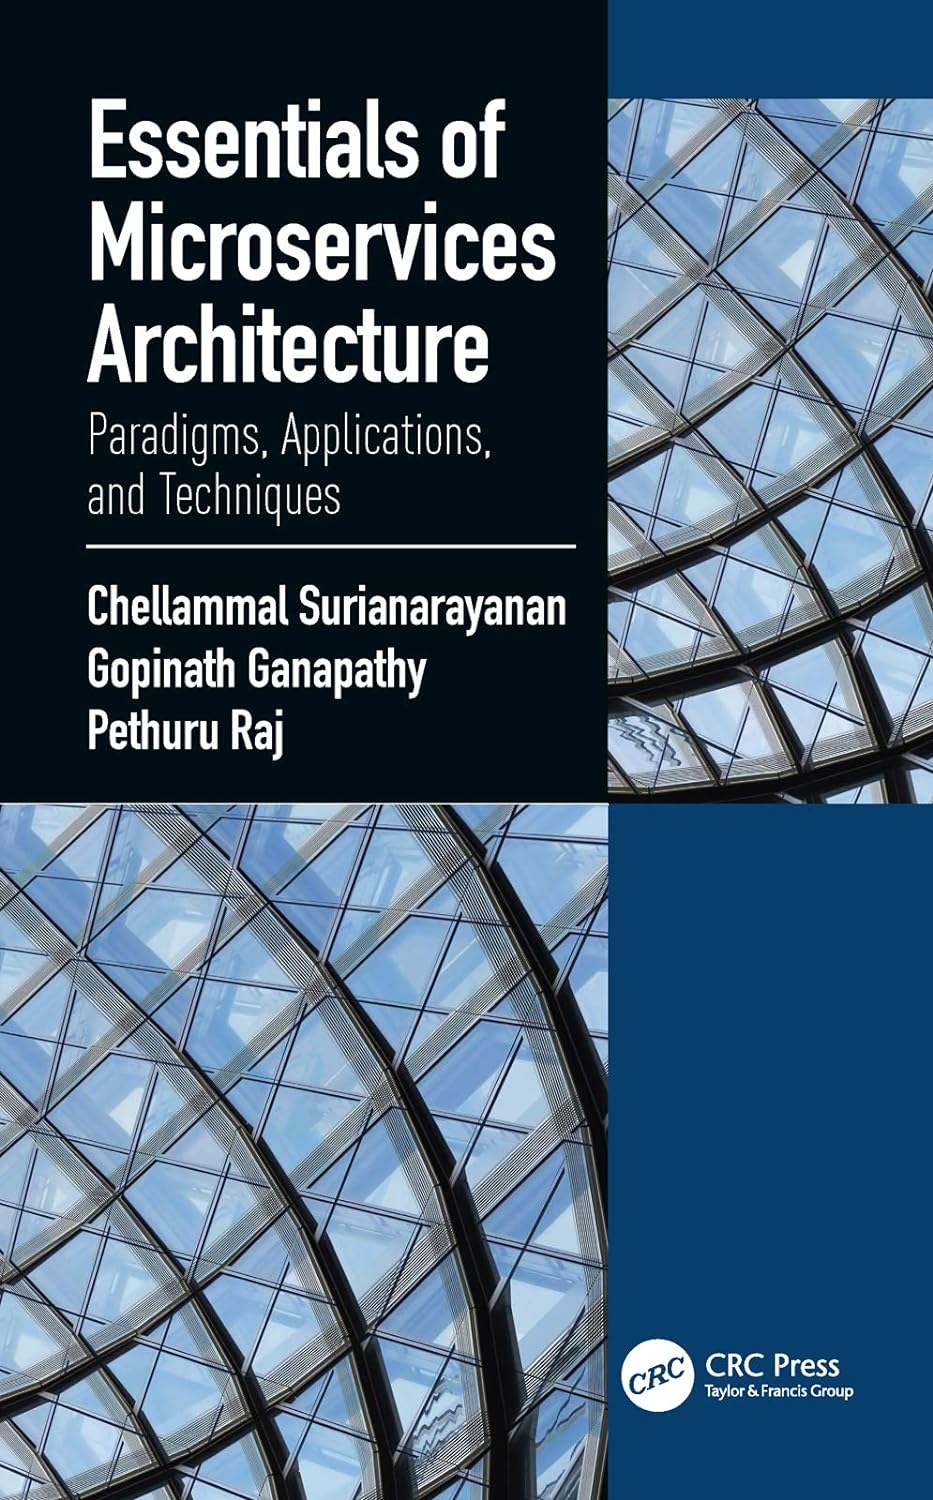 Essentials of
Microservices
Architecture
Paradigms, Applications,
and Techniques
Chellammal Surianarayanan
Gopinath Ganapathy
Pethuru Raj
CRC
CRC Press
Taylor & Francis Group